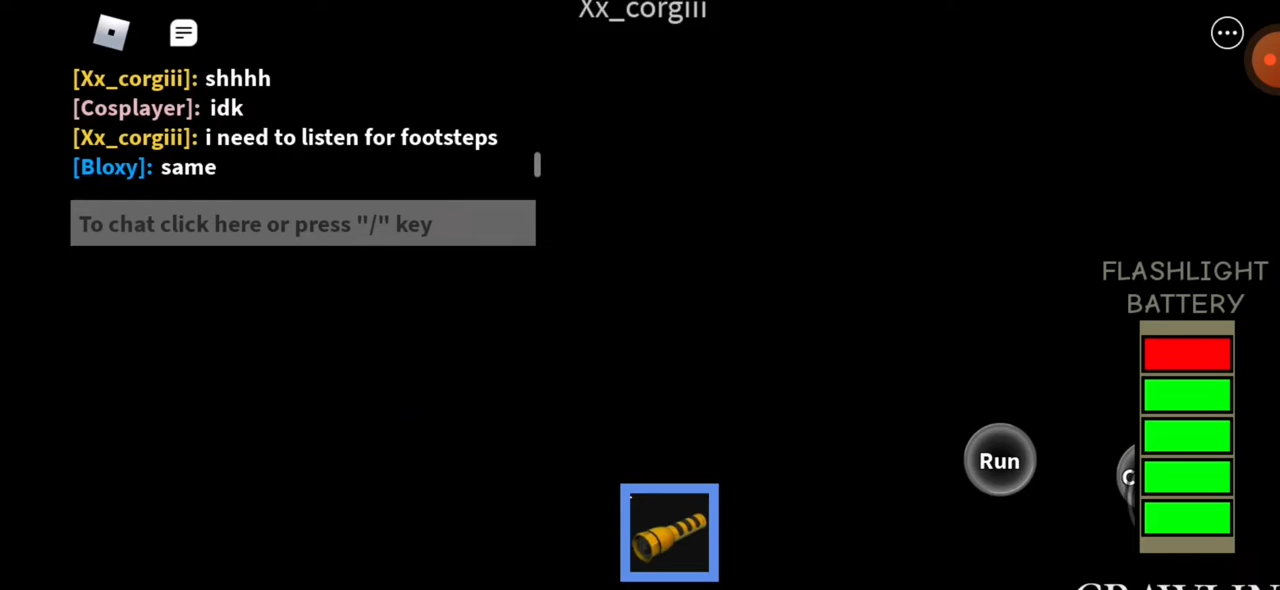 Xx_corgiii
[Xx_corgiii]: shhhh
[Cosplayer]: idk
[Xx_corgiii]: i need to listen for footsteps
[Bloxy]: same
To chat click here or press "/" key
FLASHLIGHT
BATTERY
Run